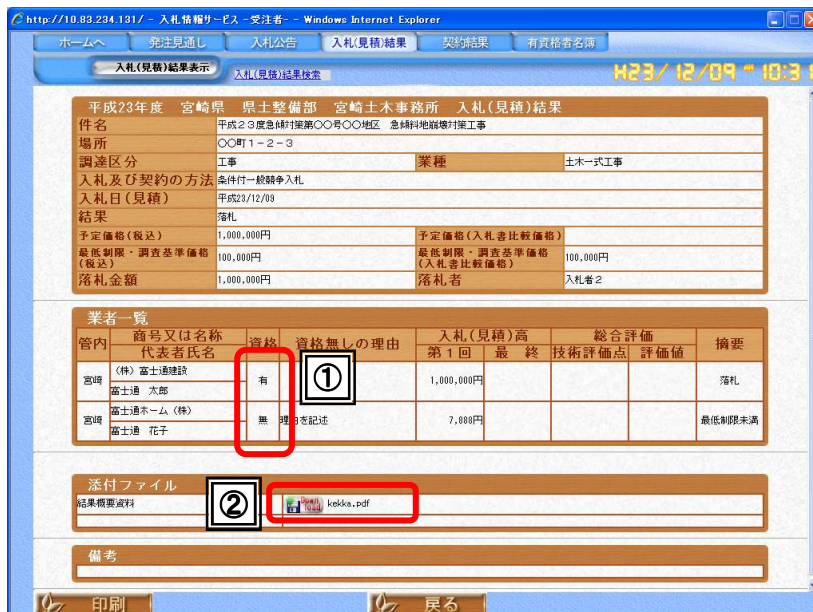 http://10.83.234.131/ - 入札情報サービス -受注者- - Windows Internet Explorer
ホームへ 発注見通し 入札公告 入札(見積)結果 契約結果 有資格者名簿
入札(見積)結果表示 入札(見積)結果検索 H23/12/09 10:31
平成23年度 宮崎県 県土整備部 宮崎土木事務所 入札(見積)結果
件名 平成23度急傾対策第〇〇号〇〇地区 急傾斜地崩壊対策工事
場所 〇〇町1-2-3
調達区分 工事 業種 土木一式工事
入札及び契約の方法 条件付一般競争入札
入札日(見積) 平成23/12/09
結果 落札
予定価格(税込) 1,000,000円 予定価格(入札書比較価格)
最低制限・調査基準価格(税込) 100,000円 最低制限・調査基準価格(入札書比較価格) 100,000円
落札金額 1,000,000円 落札者 入札者2
業者一覧
管内 商号又は名称 資格 資格無しの理由 入札(見積)高 総合評価 摘要
代表者氏名 第1回 最 終 技術評価点 評価値
宮崎 (株)富士通建設 有 1,000,000円 落札
富士通 太郎
①
宮崎 富士通ホーム(株) 無 理由を記述 7,888円 最低制限未満
富士通 花子
添付ファイル
結果概要資料 ② Down load kekka.pdf
備考
印刷 戻る